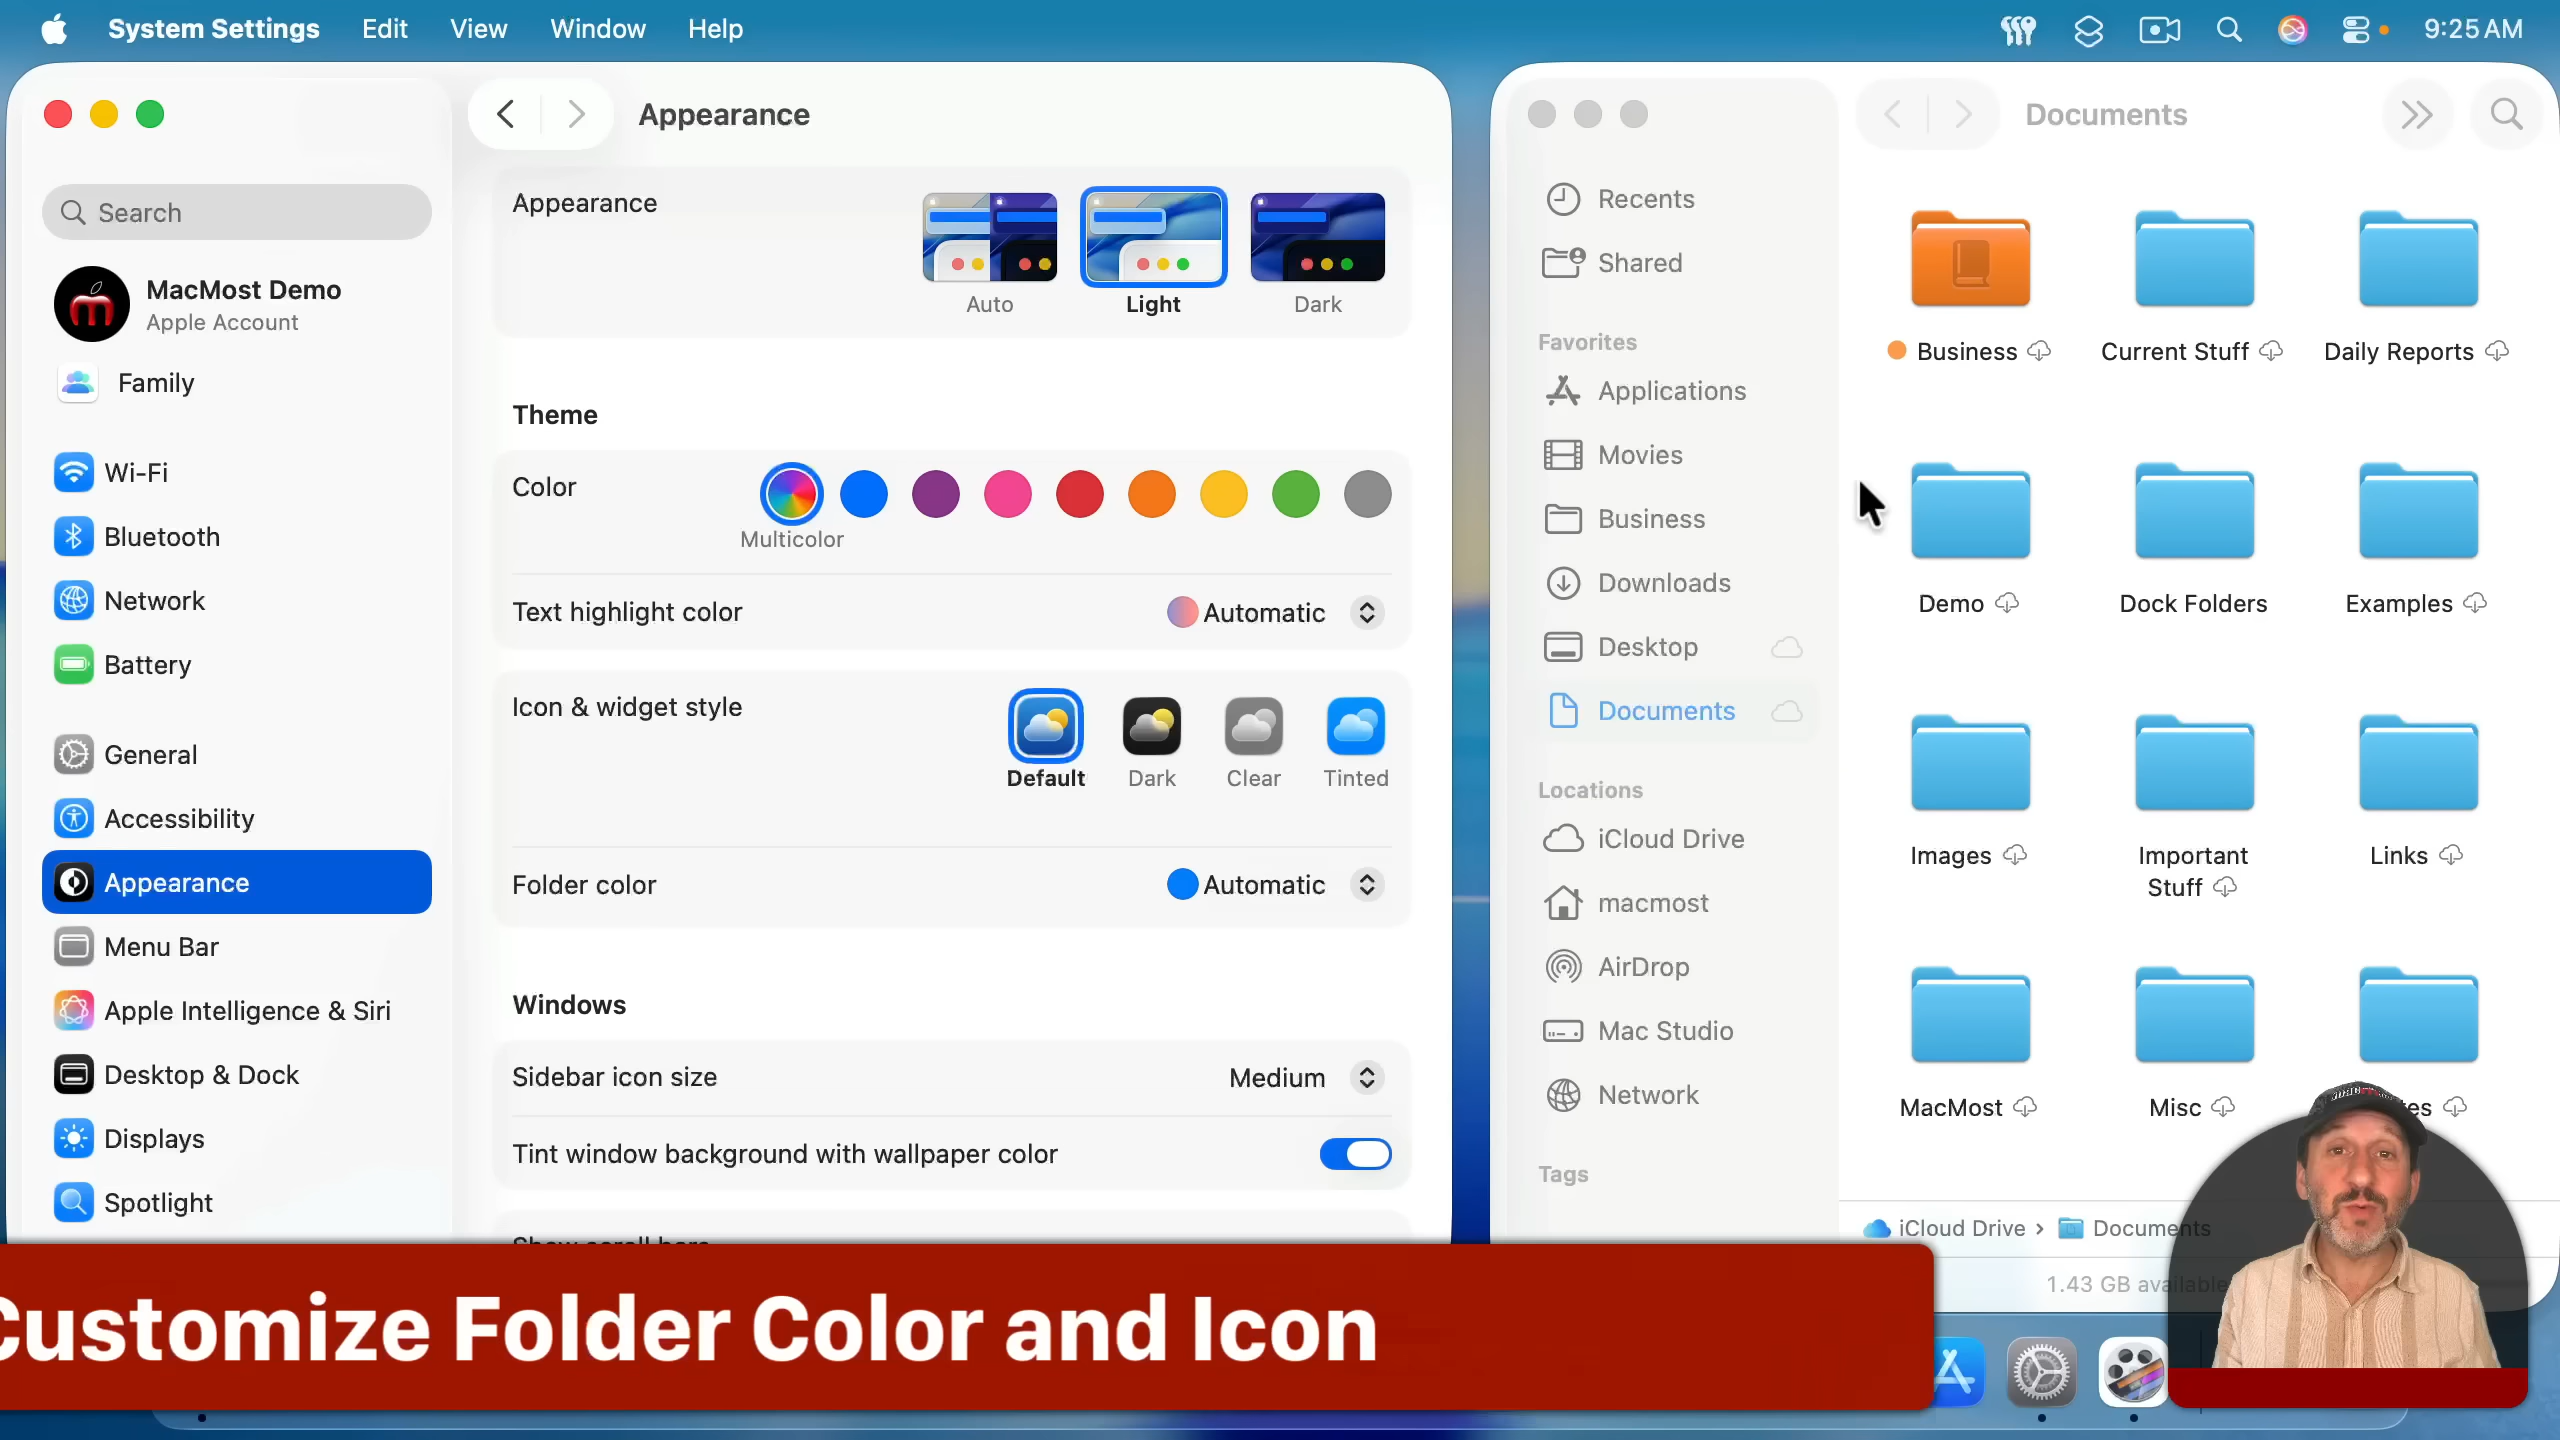 System Settings Edit View Window Help 9:25 AM
Appearance
Search
MacMost Demo
Apple Account
Family
Wi-Fi
Bluetooth
Network
Battery
General
Accessibility
Appearance
Menu Bar
Apple Intelligence & Siri
Desktop & Dock
Displays
Spotlight
Appearance
Auto Light Dark
Theme
Color
Multicolor
Text highlight color Automatic
Icon & widget style
Default Dark Clear Tinted
Folder color Automatic
Windows
Sidebar icon size Medium
Tint window background with wallpaper color
Show scroll bars
Documents
Recents
Shared
Favorites
Applications
Movies
Business
Downloads
Desktop
Documents
Locations
iCloud Drive
macmost
AirDrop
Mac Studio
Network
Tags
Business Current Stuff Daily Reports
Demo Dock Folders Examples
Images Important Links
Stuff
MacMost Misc
iCloud Drive › Documents
1.43 GB available
Customize Folder Color and Icon